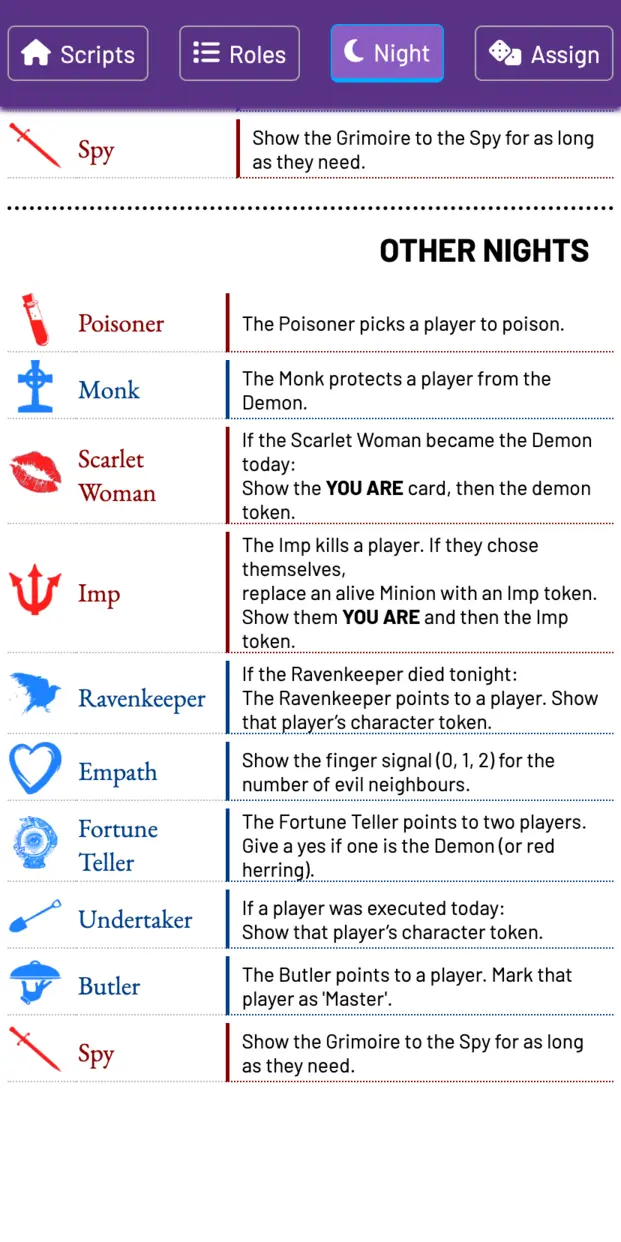 Scripts
Roles
Night
Assign
Spy
Show the Grimoire to the Spy for as long
as they need.
OTHER NIGHTS
Poisoner
The Poisoner picks a player to poison.
Monk
The Monk protects a player from the
Demon.
Scarlet
Woman
If the Scarlet Woman became the Demon
today:
Show the YOU ARE card, then the demon
token.
Imp
The Imp kills a player. If they chose
themselves,
replace an alive Minion with an Imp token.
Show them YOU ARE and then the Imp
token.
Ravenkeeper
If the Ravenkeeper died tonight:
The Ravenkeeper points to a player. Show
that player’s character token.
Empath
Show the finger signal (0, 1, 2) for the
number of evil neighbours.
Fortune
Teller
The Fortune Teller points to two players.
Give a yes if one is the Demon (or red
herring).
Undertaker
If a player was executed today:
Show that player’s character token.
Butler
The Butler points to a player. Mark that
player as 'Master'.
Spy
Show the Grimoire to the Spy for as long
as they need.